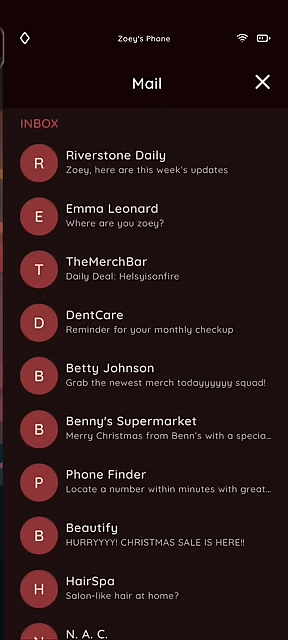 Zoey's Phone
Mail
INBOX
R
Riverstone Daily
Zoey, here are this week's updates
E
Emma Leonard
Where are you zoey?
T
TheMerchBar
Daily Deal: Helsyisonfire
D
DentCare
Reminder for your monthly checkup
B
Betty Johnson
Grab the newest merch todayyyyyy squad!
B
Benny's Supermarket
Merry Christmas from Benn's with a specia...
P
Phone Finder
Locate a number within minutes with great...
B
Beautify
HURRYYYY! CHRISTMAS SALE IS HERE!!
H
HairSpa
Salon-like hair at home?
N
N. A. C.